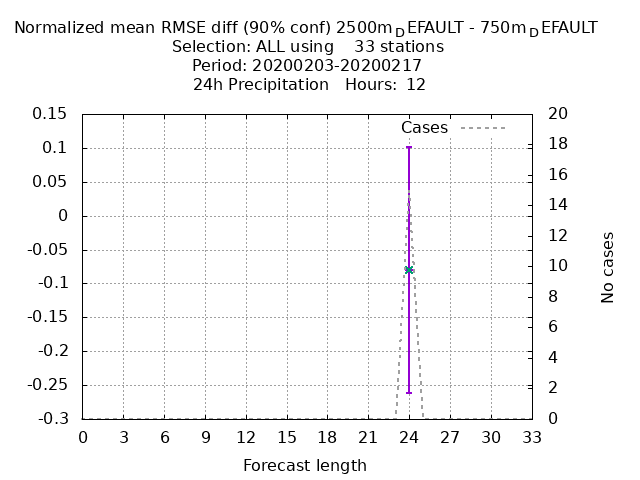 Normalized mean RMSE diff (90% conf) 2500m_DEFAULT - 750m_DEFAULT
Selection: ALL using 33 stations
Period: 20200203-20200217
24h Precipitation Hours: 12
Cases
0.15
0.1
0.05
0
-0.05
-0.1
-0.15
-0.2
-0.25
-0.3
20
18
16
14
12
10
8
6
4
2
0
No cases
0 3 6 9 12 15 18 21 24 27 30 33
Forecast length